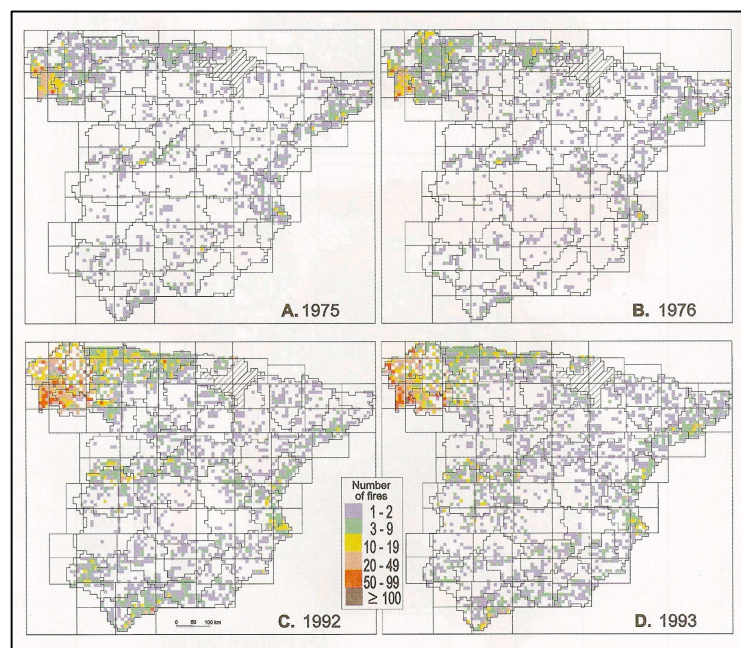 A. 1975
B. 1976
C. 1992
0 50 100 km
Number
of fires
1 - 2
3 - 9
10 - 19
20 - 49
50 - 99
≥ 100
D. 1993